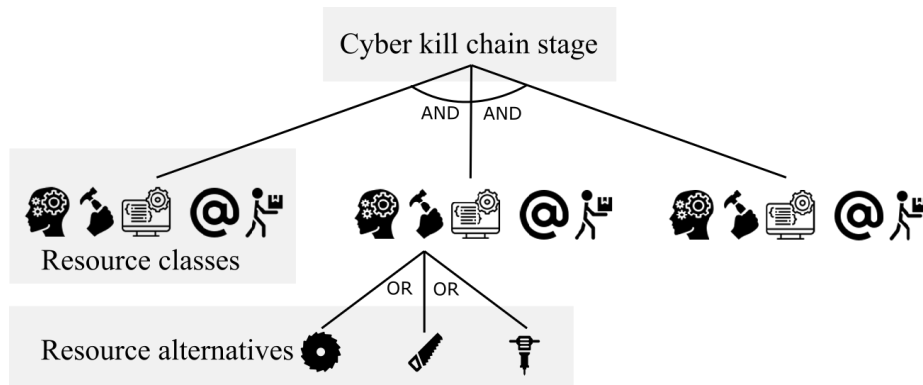 Cyber kill chain stage
AND AND
Resource classes
OR OR
Resource alternatives